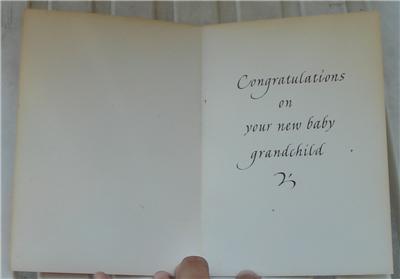 Congratulations
on
your new baby
grandchild